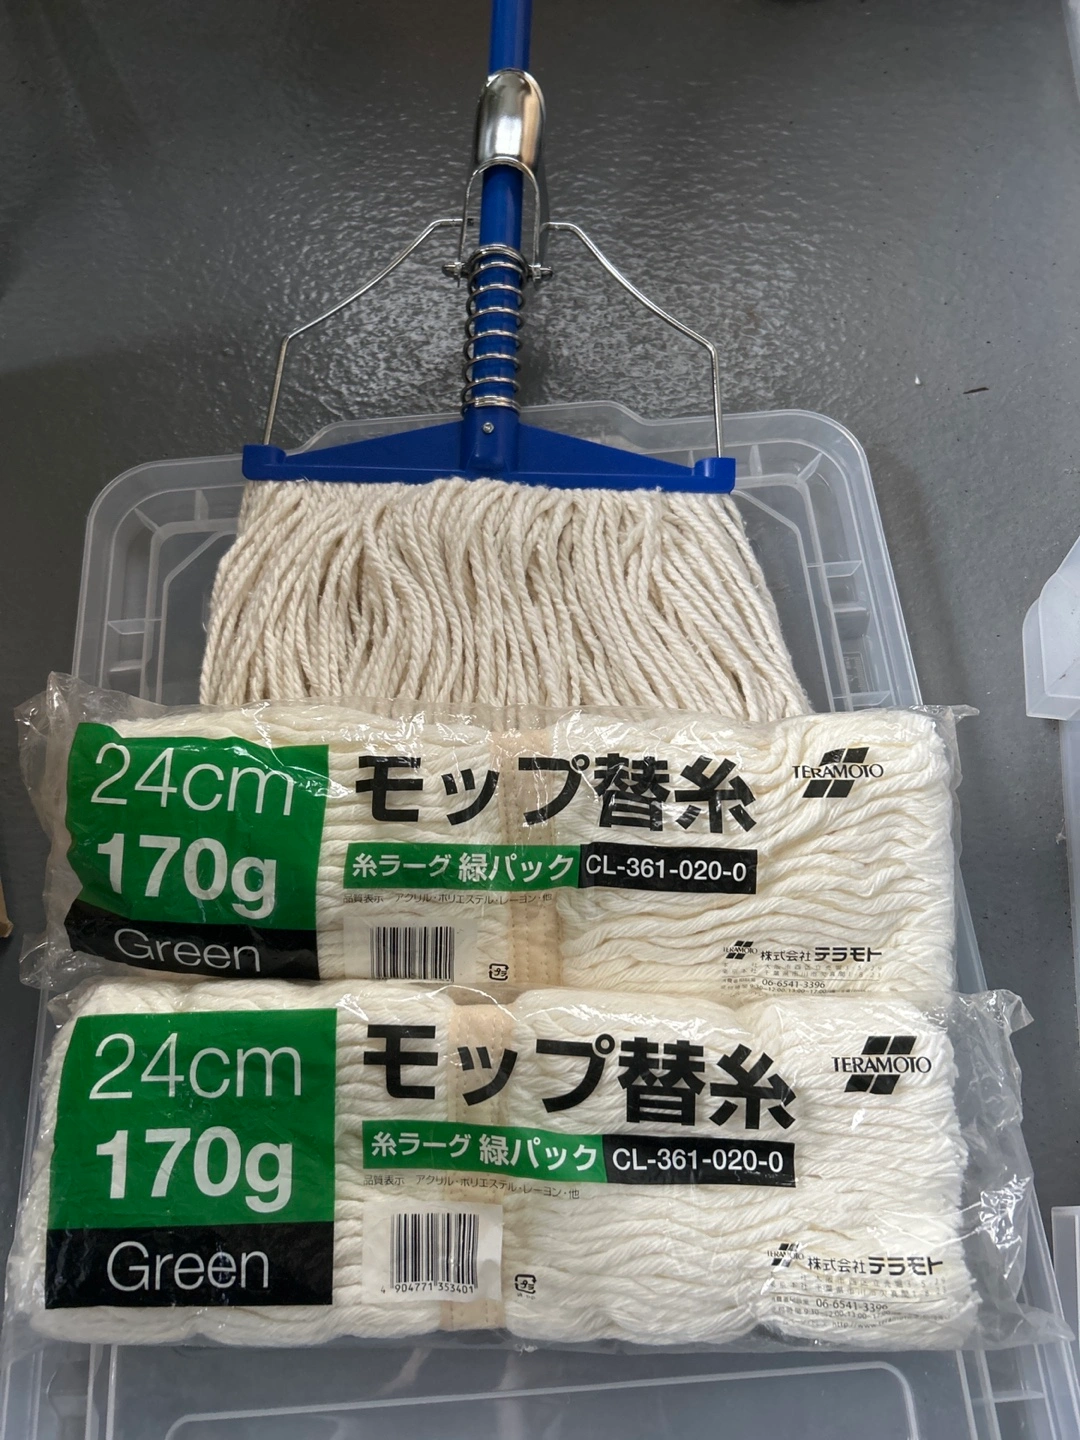 24cm
170g
Green
モップ替糸
糸ラーグ 緑パック CL-361-020-0
品質表示 アクリル・ポリエステル・レーヨン・他
TERAMOTO
TERAMOTO 株式会社テラモト
06-6541-3396
24cm
170g
Green
モップ替糸
糸ラーグ 緑パック CL-361-020-0
品質表示 アクリル・ポリエステル・レーヨン・他
4 904771 353401
TERAMOTO
TERAMOTO 株式会社テラモト
06-6541-3396